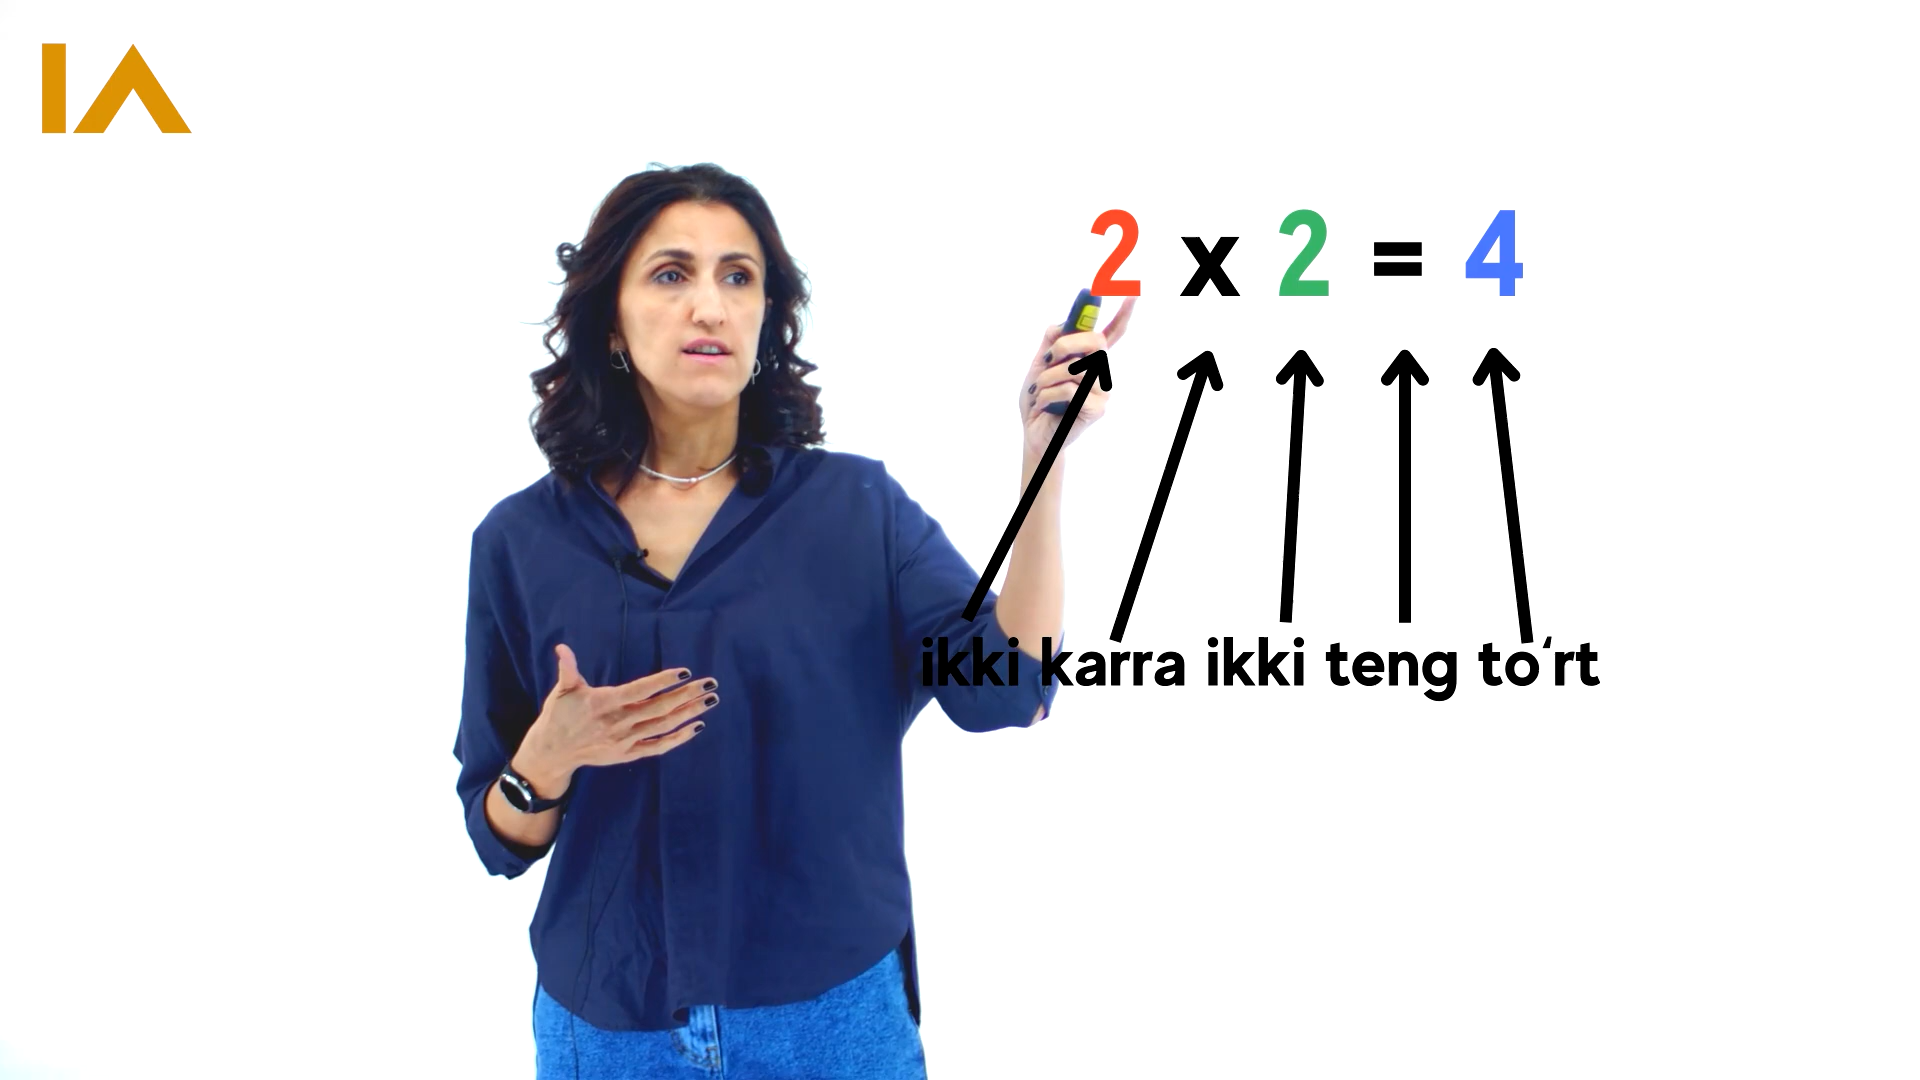 IA
2 x 2 = 4
ikki karra ikki teng to‘rt